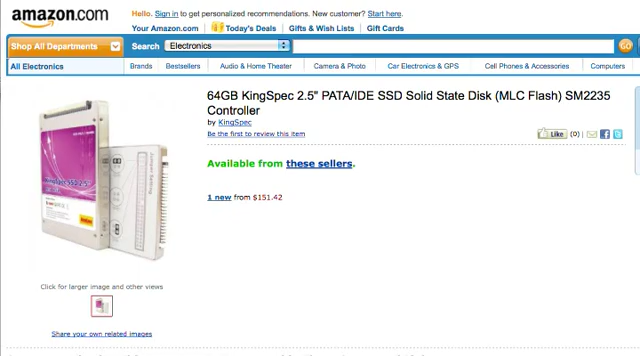 amazon.com
Hello. Sign in to get personalized recommendations. New customer? Start here.
Your Amazon.com Today's Deals Gifts & Wish Lists Gift Cards
Shop All Departments Search Electronics GO
All Electronics Brands Bestsellers Audio & Home Theater Camera & Photo Car Electronics & GPS Cell Phones & Accessories Computers
64GB KingSpec 2.5" PATA/IDE SSD Solid State Disk (MLC Flash) SM2235
Controller
by KingSpec
Be the first to review this item
Like (0)
Available from these sellers.
1 new from $151.42
KingSpec SSD 2.5"
Click for larger image and other views
Share your own related images